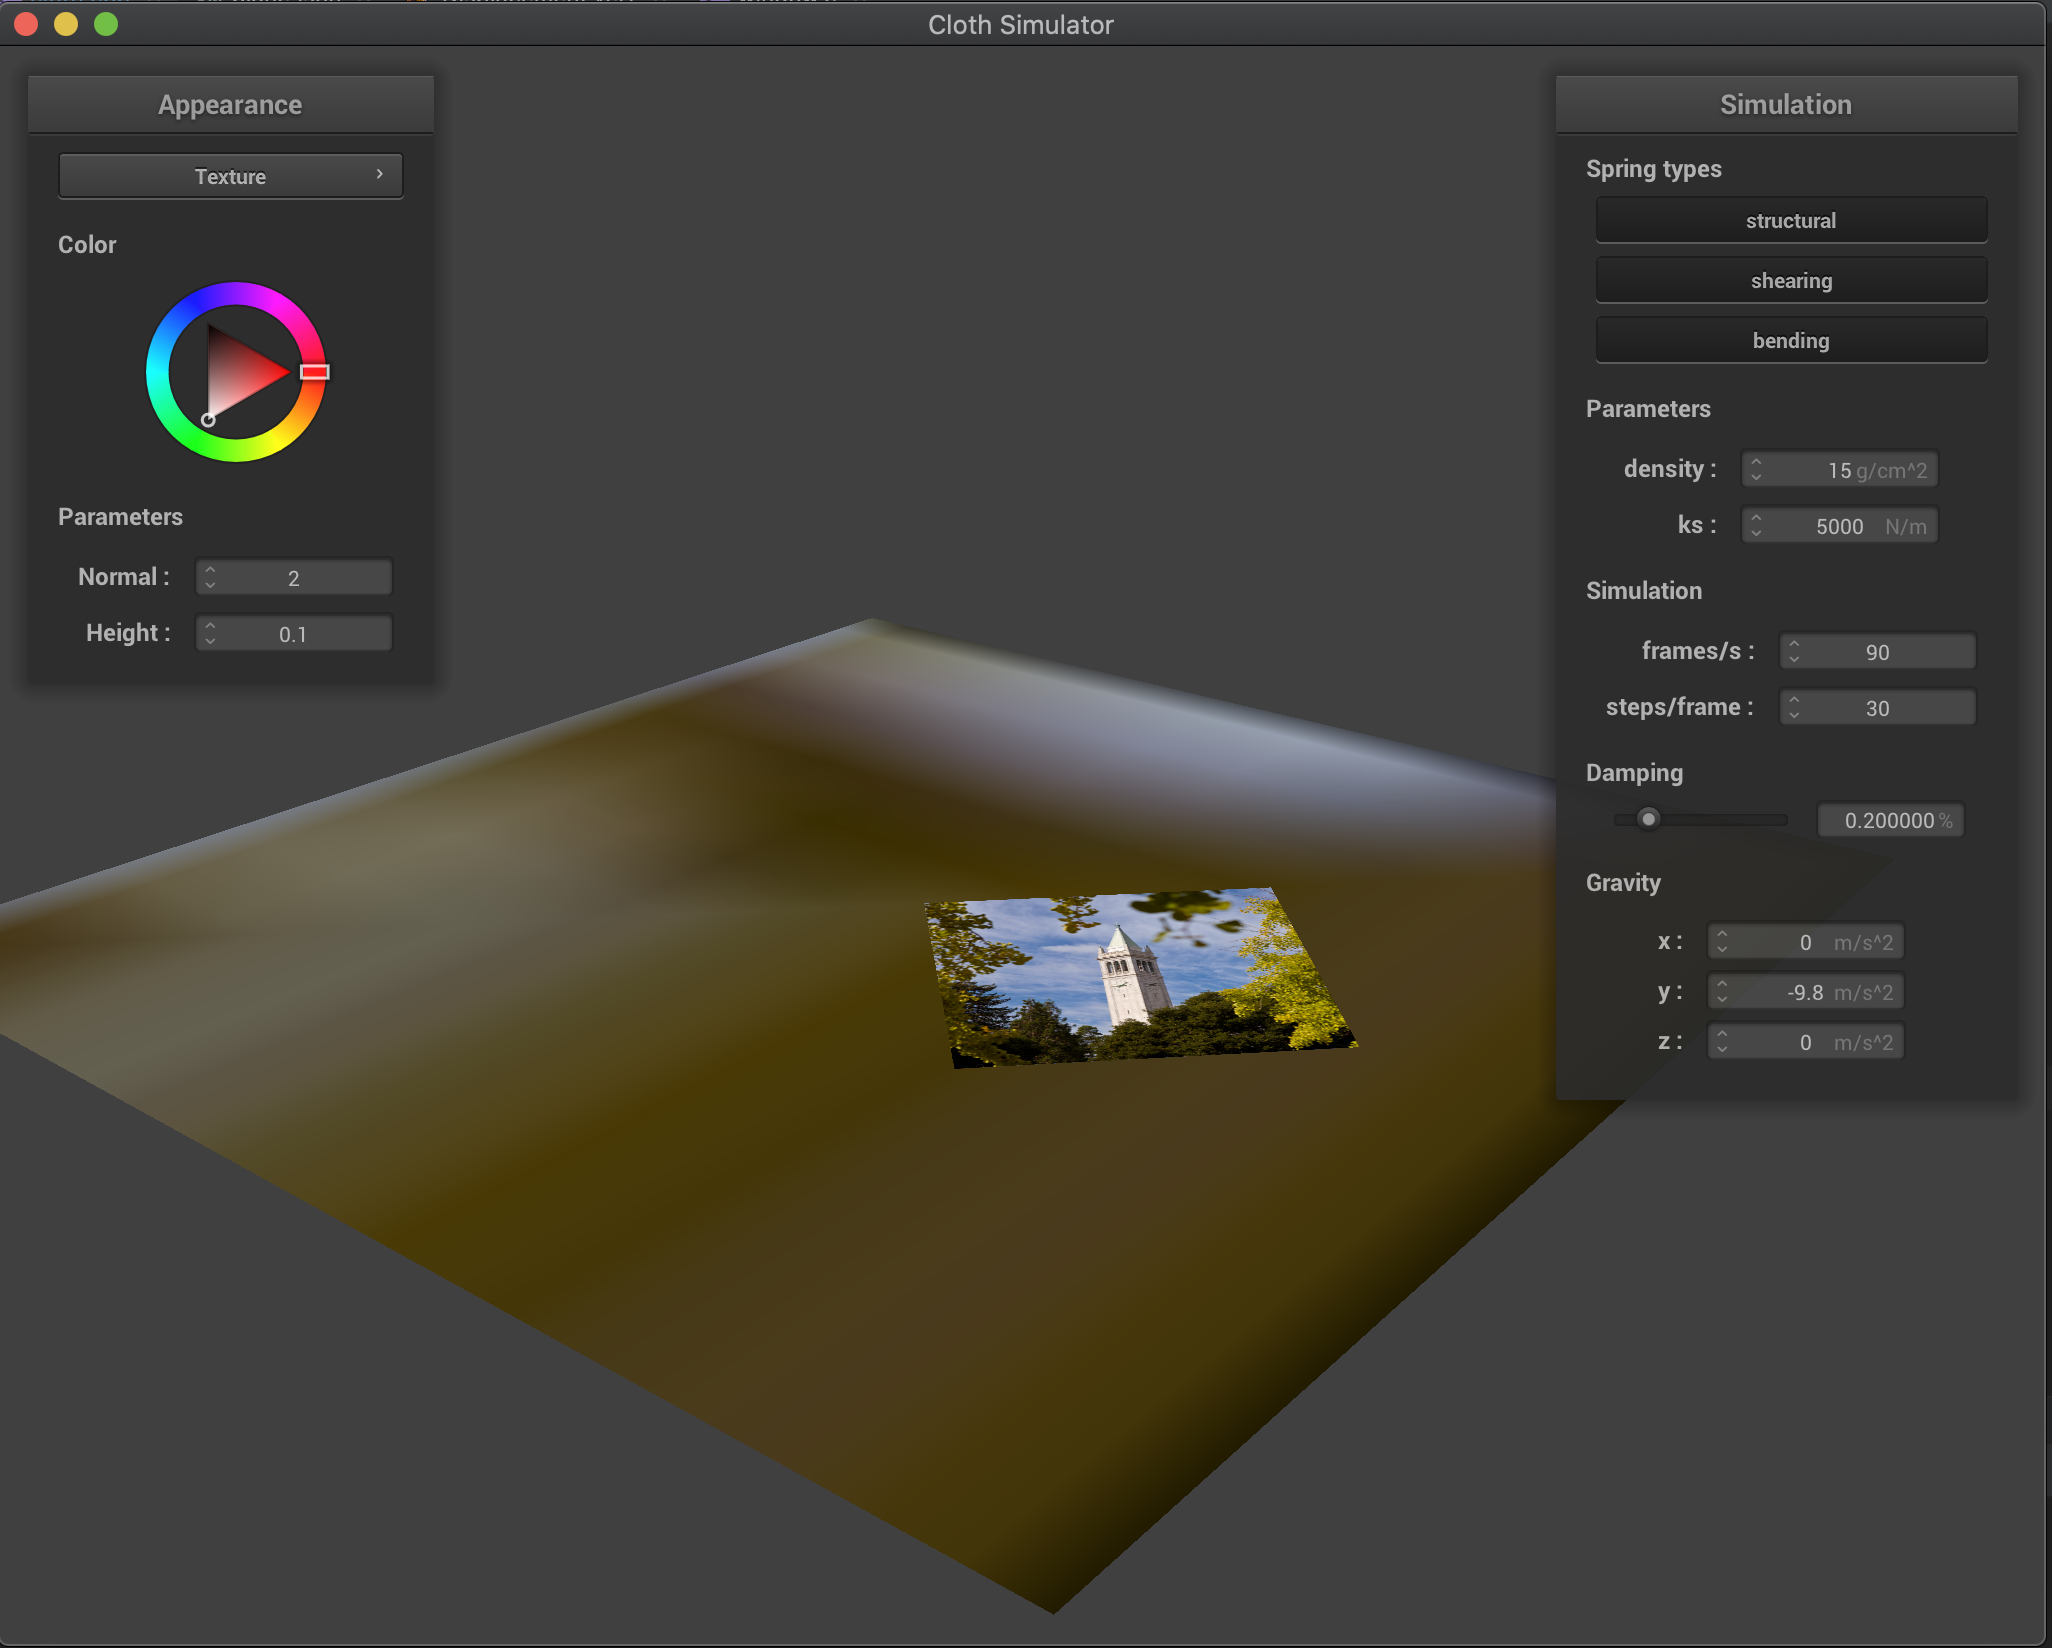 Cloth Simulator
Appearance
Texture
Color
Parameters
Normal : 2
Height : 0.1
Simulation
Spring types
structural
shearing
bending
Parameters
density : 15 g/cm^2
ks : 5000 N/m
Simulation
frames/s : 90
steps/frame : 30
Damping
0.200000 %
Gravity
x : 0 m/s^2
y : -9.8 m/s^2
z : 0 m/s^2